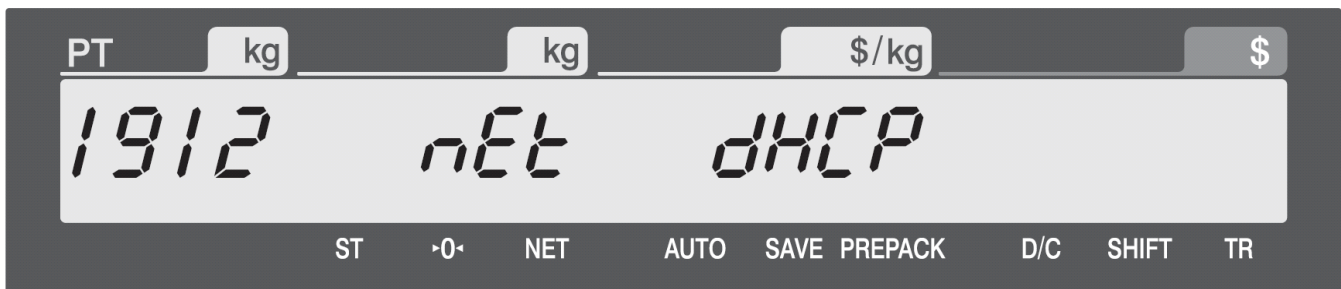 PT kg kg $/kg $
1912 nEt dHCP
ST ▸0◂ NET AUTO SAVE PREPACK D/C SHIFT TR